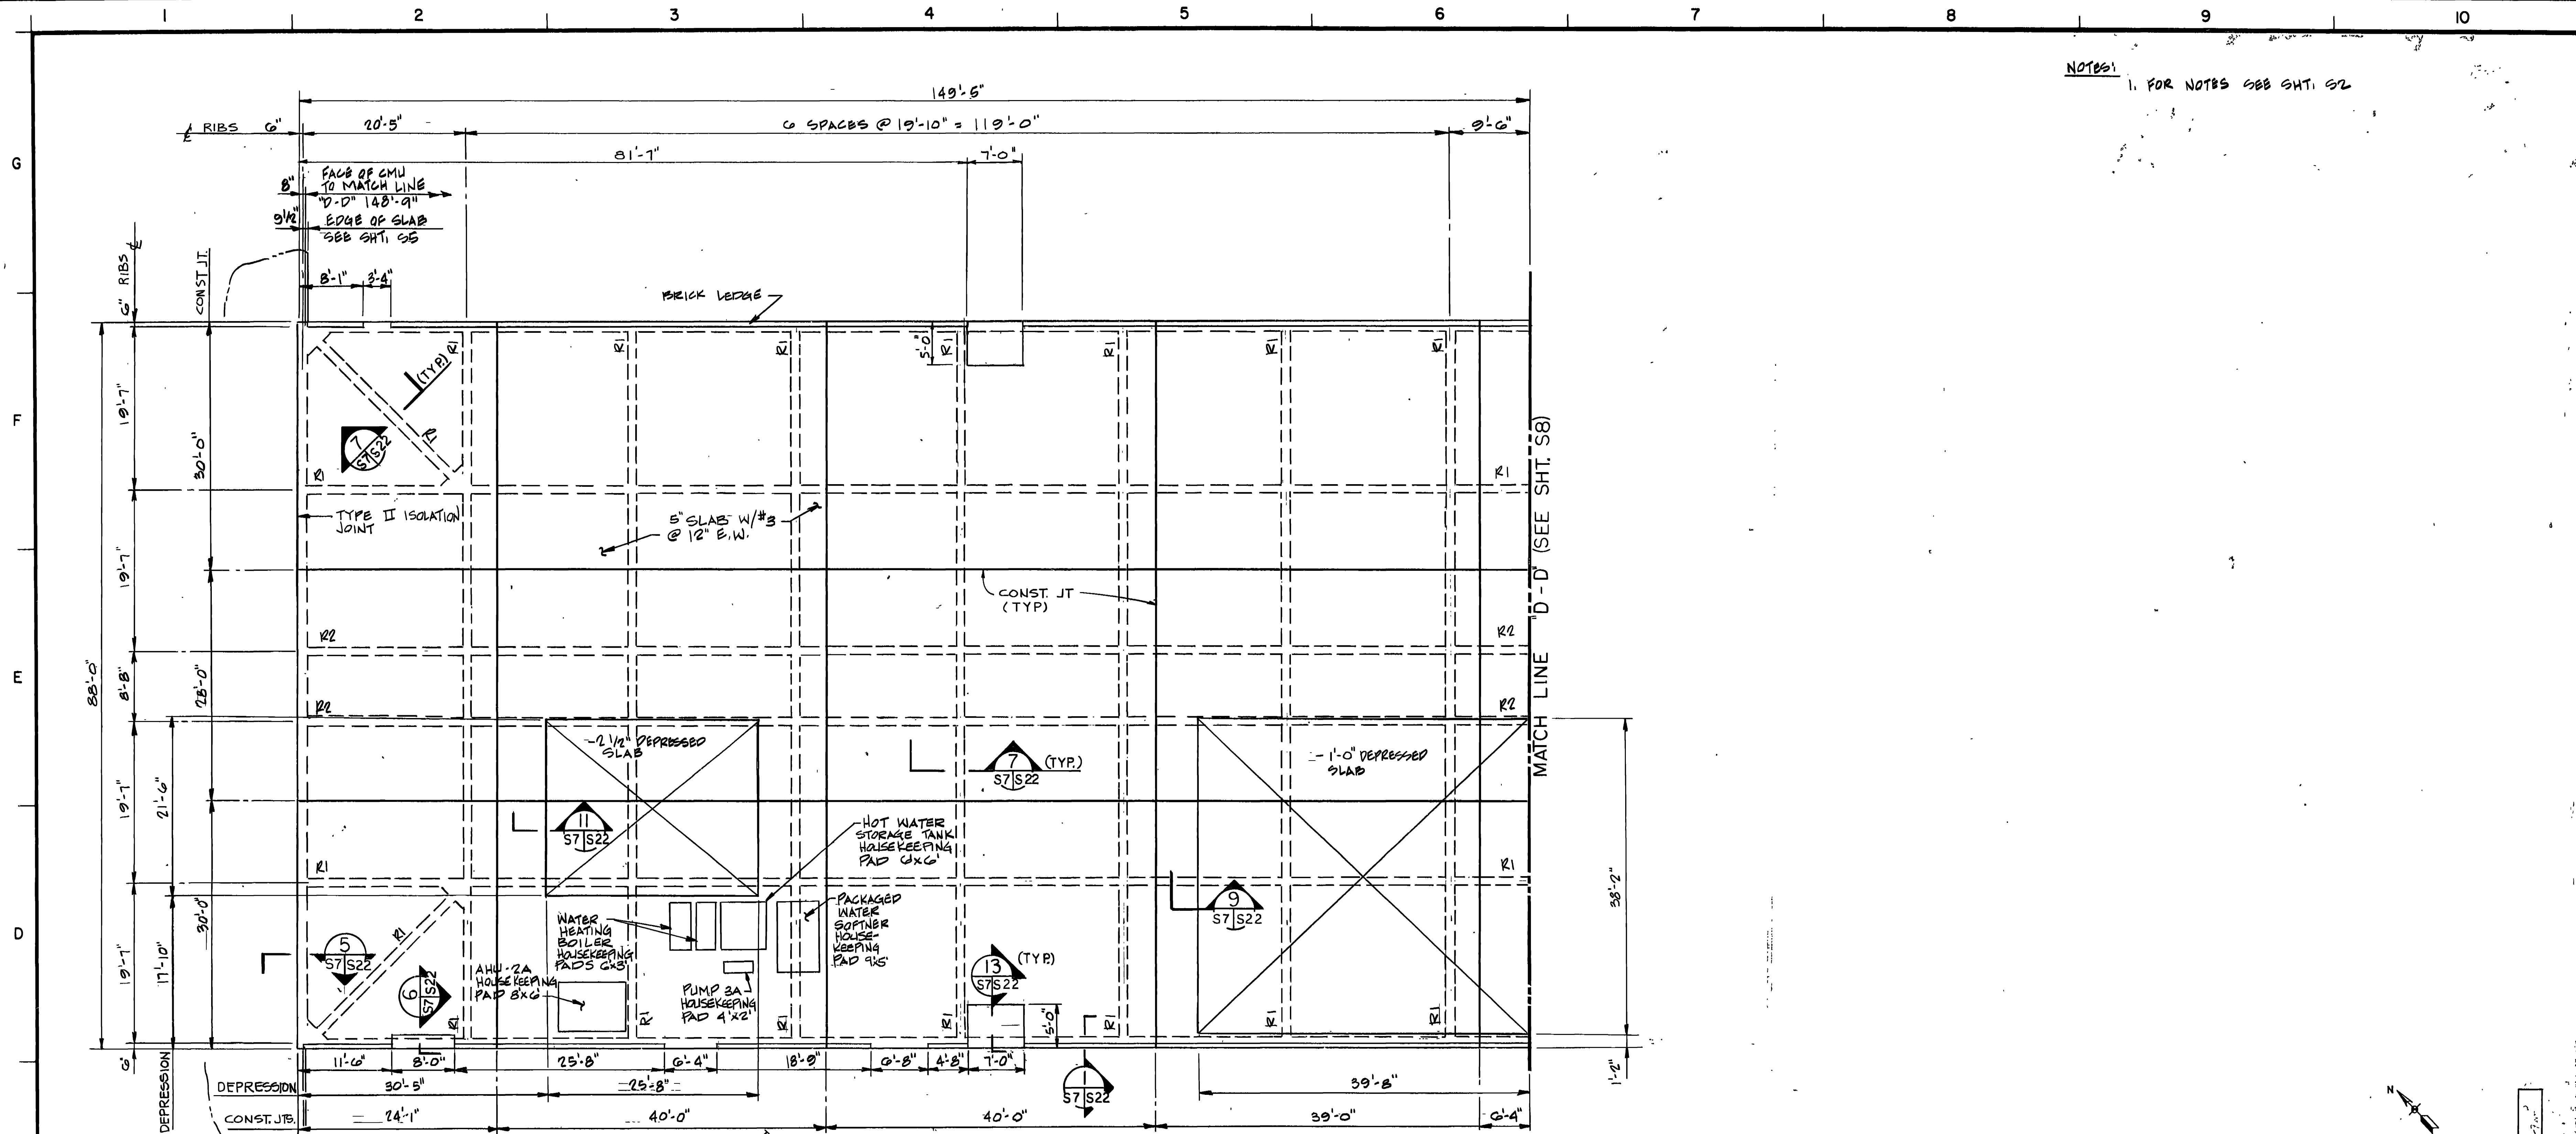 1 2 3 4 5 6 7 8 9 10
NOTES:
1. FOR NOTES SEE SHT. S2
149'-5"
℄ RIBS 6" 20'-5" 6 SPACES @ 19'-10" = 119'-0" 9'-6"
81'-7" 7'-0"
G
8" FACE OF CMU
TO MATCH LINE
"D-D" 148'-9"
9 1/2" EDGE OF SLAB
SEE SHT. S5
8'-1" 3'-4"
6" RIBS ℄
CONST JT.
BRICK LEDGE
R1 R1 R1 R1 R1 R1 R1
5'-0"
(TYP.)
F
19'-7"
30'-0"
7
S7 S22
R1
R1
R1
TYPE II ISOLATION
JOINT
5" SLAB W/#3
@ 12" E.W.
19'-7"
CONST. JT
(TYP)
MATCH LINE "D-D" (SEE SHT. S8)
R2
R2
E
88'-0"
8'-8"
28'-0"
R2
R2
-2 1/2" DEPRESSED
SLAB
-1'-0" DEPRESSED
SLAB
7 (TYP.)
S7 S22
19'-7"
21'-6"
11
S7 S22
HOT WATER
STORAGE TANK
HOUSEKEEPING
PAD 6'x6'
R1
R1
38'-2"
PACKAGED
WATER
SOFTNER
HOUSE-
KEEPING
PAD 9'x5'
9
S7 S22
D
30'-0"
19'-7"
17'-10"
R1
WATER
HEATING
BOILER
HOUSEKEEPING
PADS 6'x3'
5
S7 S22
6
S7 S22
AHU-2A
HOUSEKEEPING
PAD 8'x6'
PUMP 3A
HOUSEKEEPING
PAD 4'x2'
13 (TYP)
S7 S22
5'-0"
R1 R1 R1 R1 R1 R1 R1
6"
11'-6" 8'-0" 25'-8" 6'-4" 18'-9" 6'-8" 4'-8" 7'-0"
1'-2"
DEPRESSION
DEPRESSION 30'-5" 25'-8" 39'-8"
1
S7 S22
CONST. JTS. 24'-1" 40'-0" 40'-0" 39'-0" 6'-4"
N